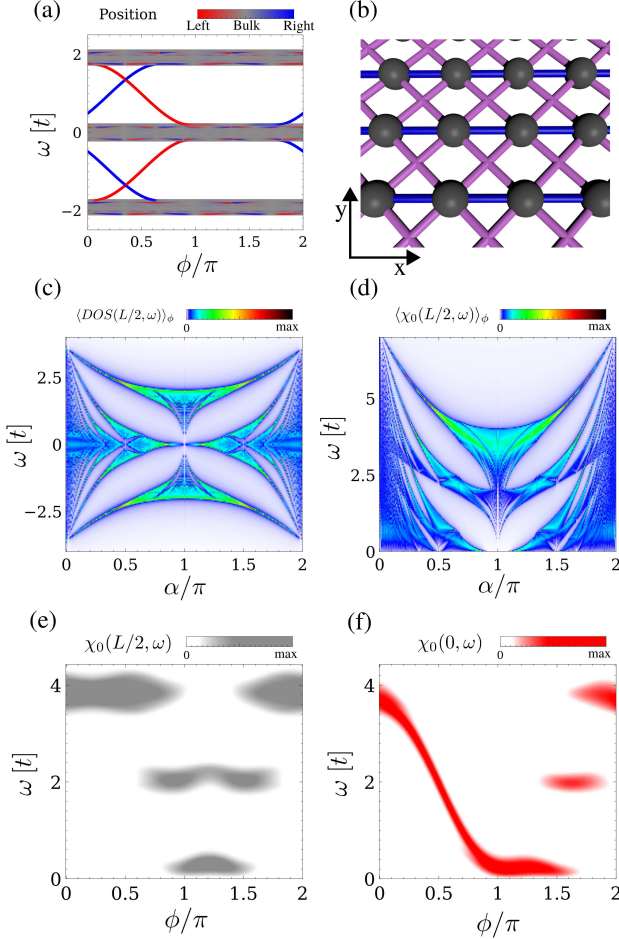 (a)
Position
Left Bulk Right
ω [t]
2
0
−2
0 0.5 1 1.5 2
ϕ/π
(b)
y
x
(c)
⟨DOS(L/2, ω)⟩ϕ
0 max
ω [t]
2.5
0
−2.5
0 0.5 1 1.5 2
α/π
(d)
⟨χ₀(L/2, ω)⟩ϕ
0 max
ω [t]
5
2.5
0
0 0.5 1 1.5 2
α/π
(e)
χ₀(L/2, ω)
0 max
ω [t]
4
2
0
0 0.5 1 1.5 2
ϕ/π
(f)
χ₀(0, ω)
0 max
ω [t]
4
2
0
0 0.5 1 1.5 2
ϕ/π